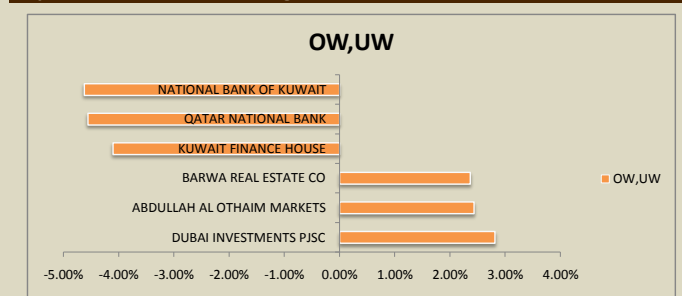 OW,UW
NATIONAL BANK OF KUWAIT
QATAR NATIONAL BANK
KUWAIT FINANCE HOUSE
BARWA REAL ESTATE CO
OW,UW
ABDULLAH AL OTHAIM MARKETS
DUBAI INVESTMENTS PJSC
-5.00% -4.00% -3.00% -2.00% -1.00% 0.00% 1.00% 2.00% 3.00% 4.00%